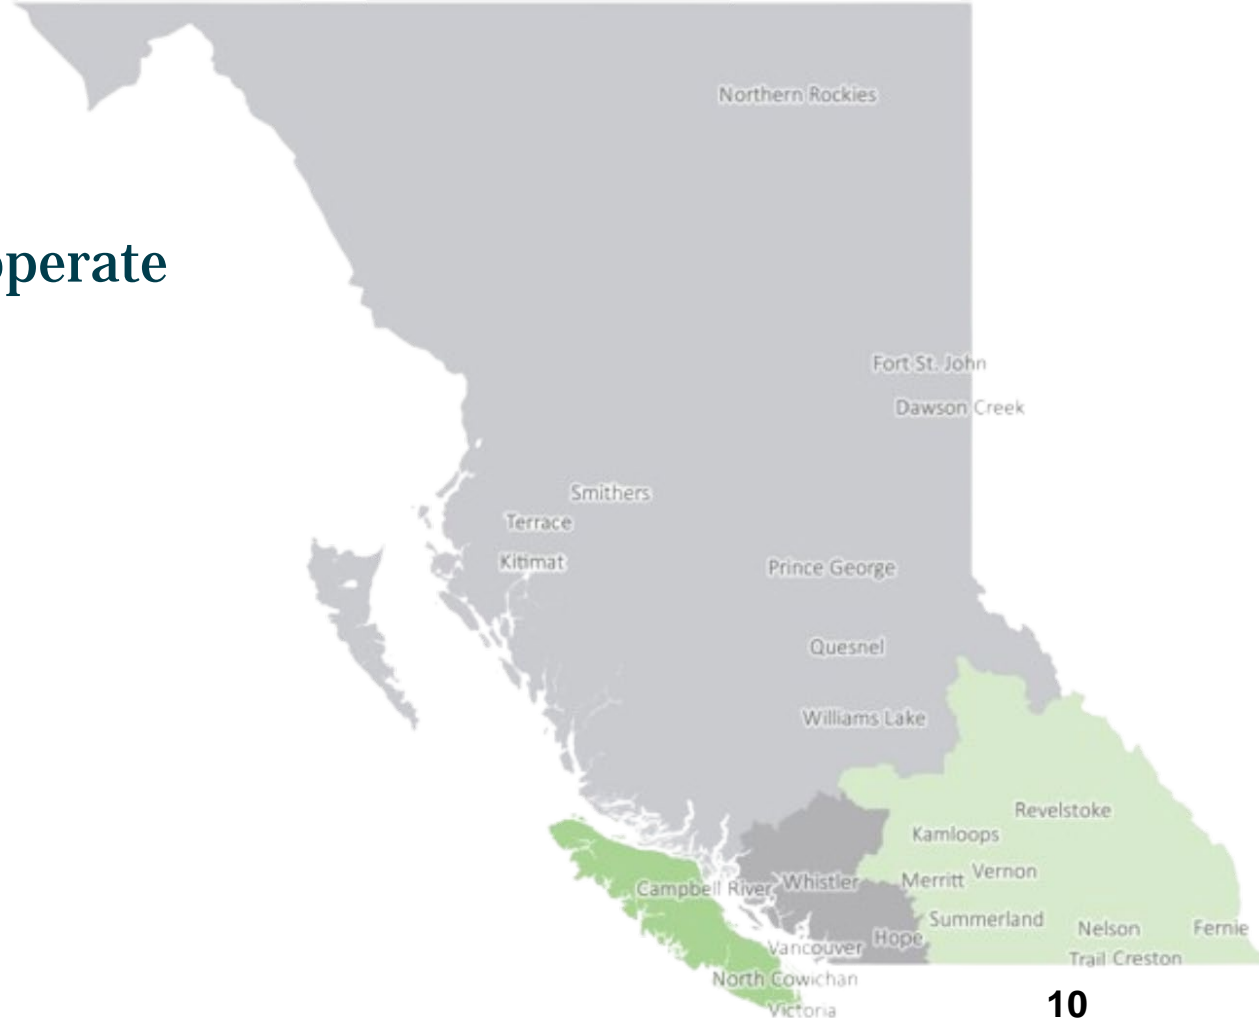 Northern Rockies
operate
Fort St. John
Dawson Creek
Smithers
Terrace
Kitimat
Prince George
Quesnel
Williams Lake
Revelstoke
Kamloops
Vernon
Merritt
Whistler
Campbell River
Summerland
Nelson
Fernie
Hope
Vancouver
Trail Creston
North Cowichan
Victoria
10